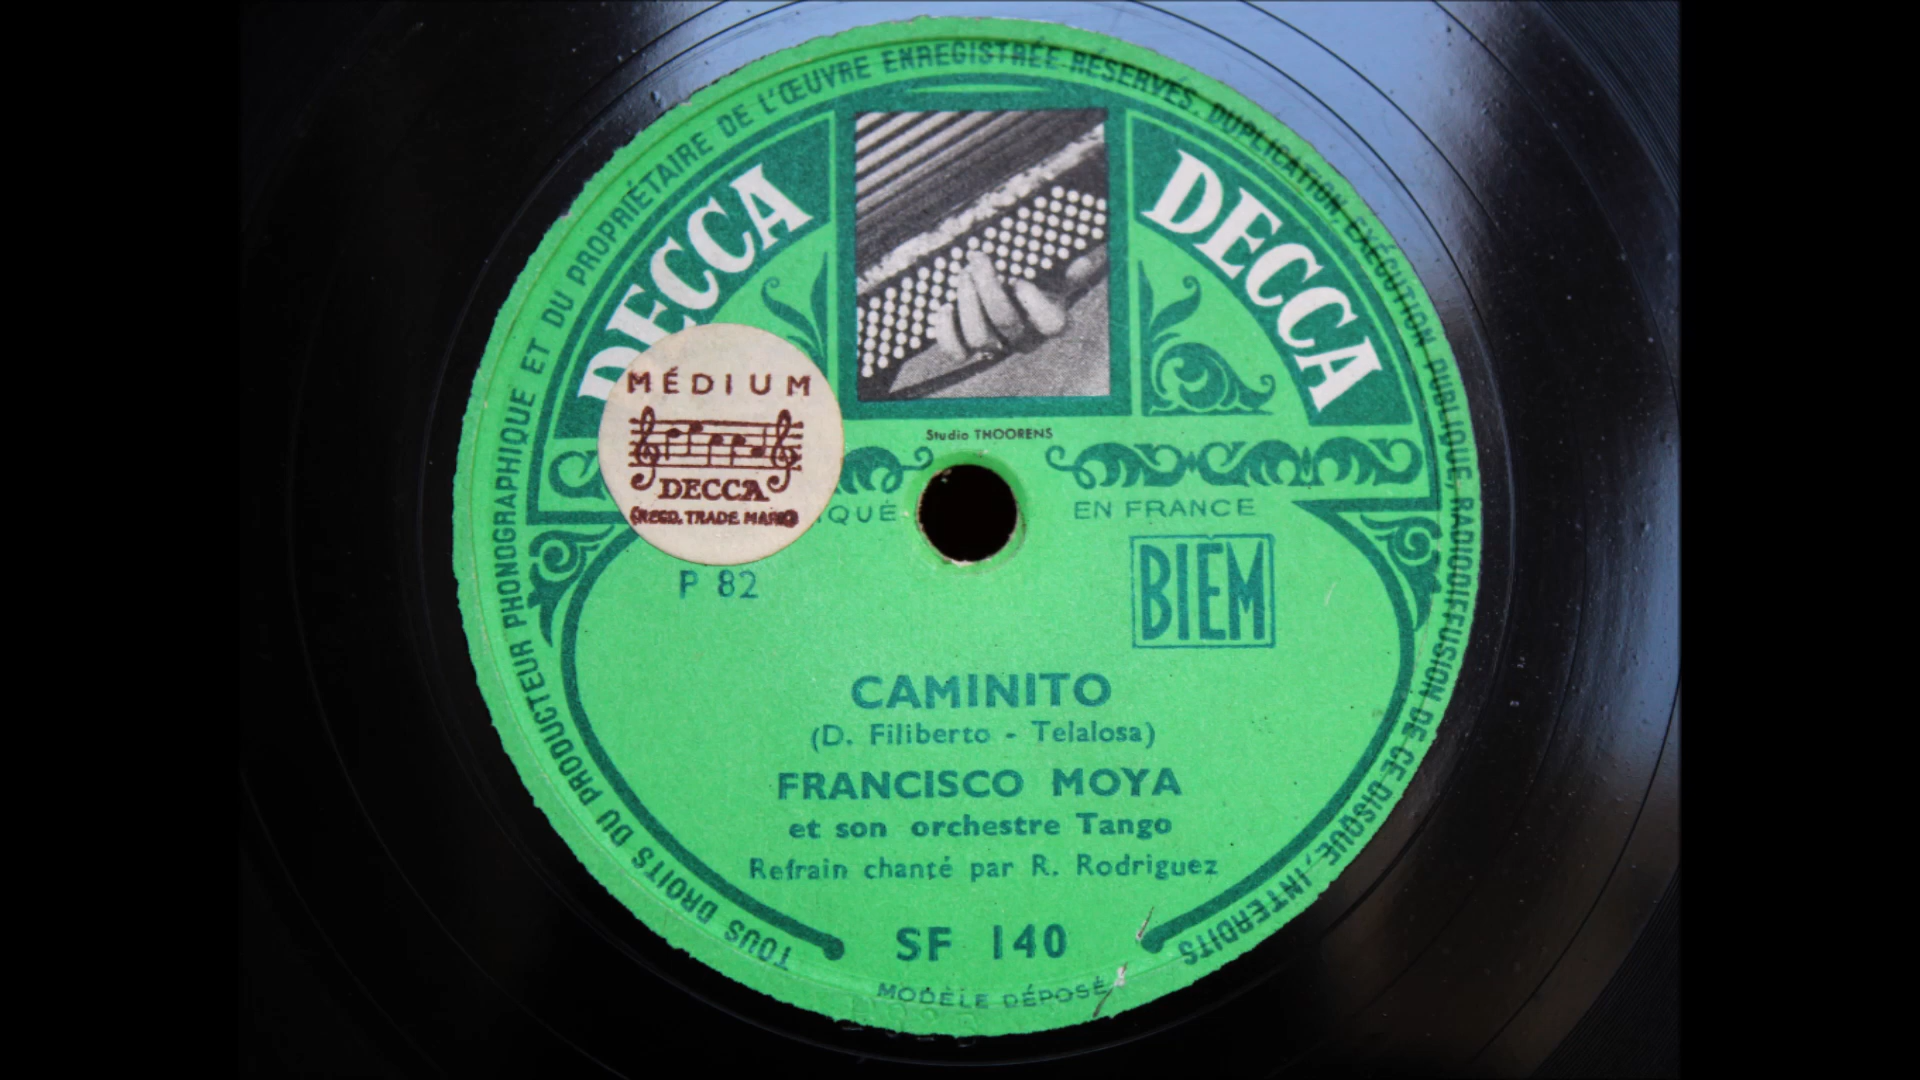 TOUS DROITS DU PRODUCTEUR PHONOGRAPHIQUE ET DU PROPRIÉTAIRE DE L'ŒUVRE ENREGISTRÉE RÉSERVÉS. DUPLICATION, EXÉCUTION PUBLIQUE, RADIODIFFUSION DE CE DISQUE INTERDITS
DECCA
DECCA
MÉDIUM
DECCA
(REGD. TRADE MARK)
Studio THOORENS
IQUÉ EN FRANCE
P 82
BIEM
CAMINITO
(D. Filiberto - Telalosa)
FRANCISCO MOYA
et son orchestre Tango
Refrain chanté par R. Rodriguez
SF 140
MODÈLE DÉPOSÉ